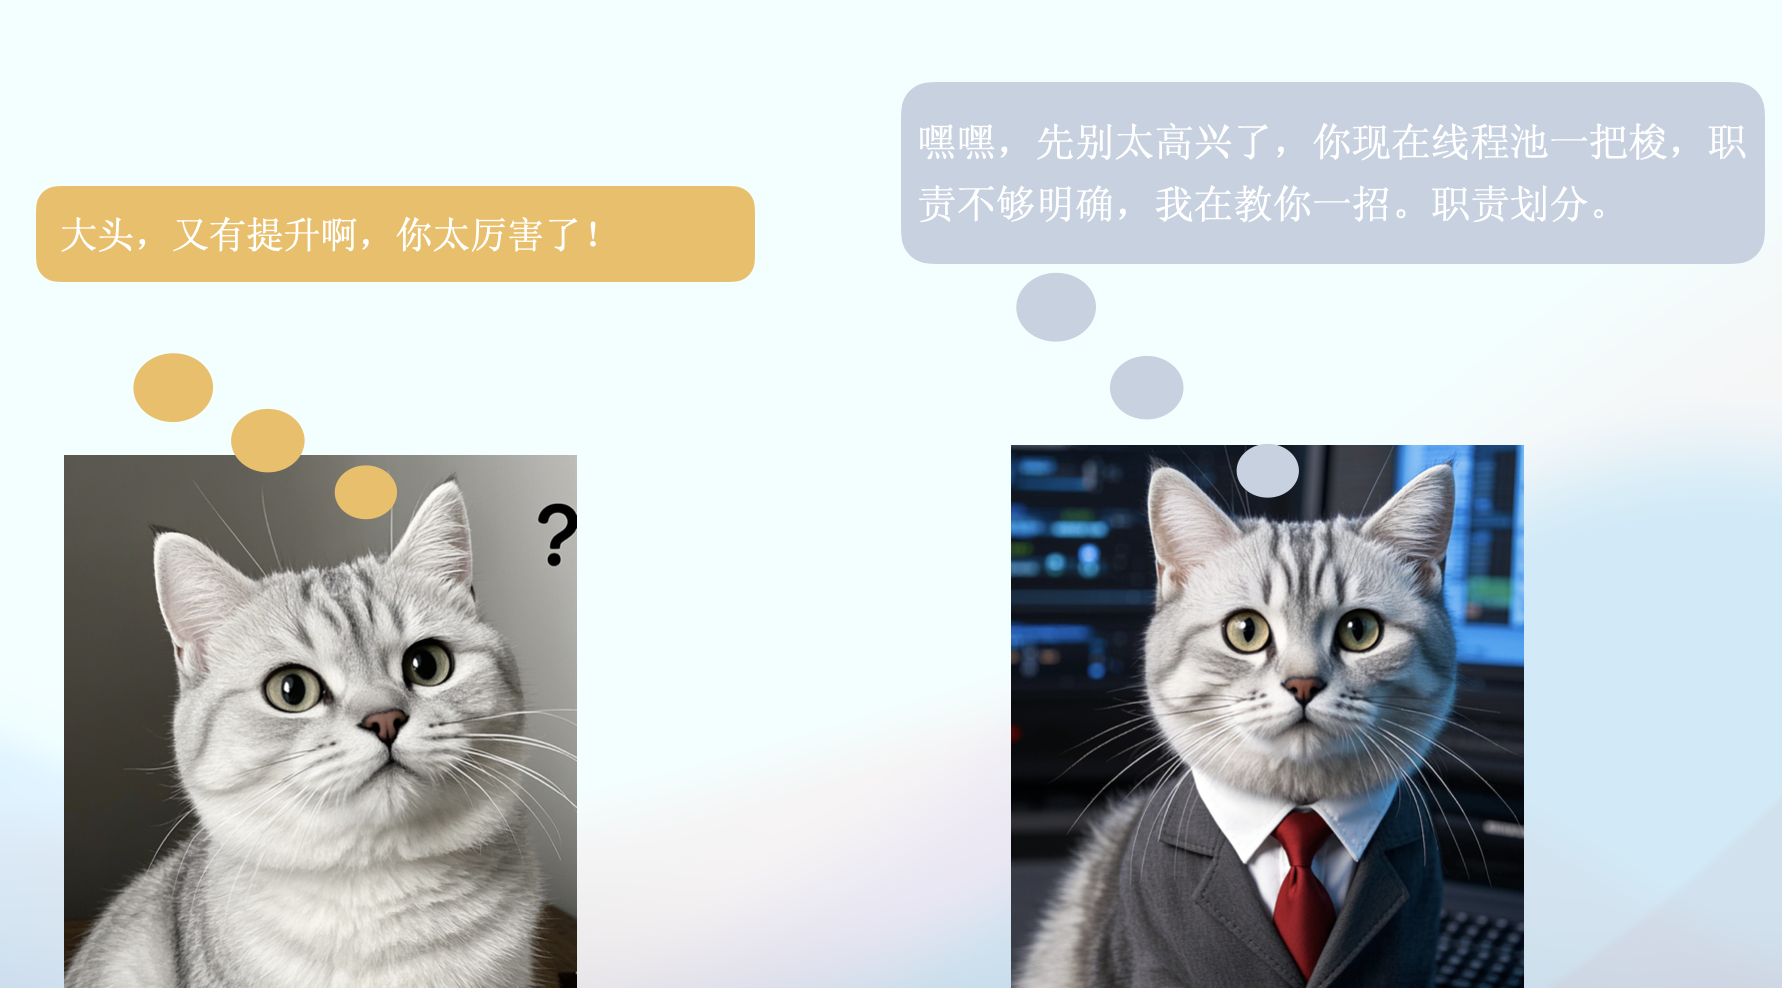 大头，又有提升啊，你太厉害了！
嘿嘿，先别太高兴了，你现在线程池一把梭，职
责不够明确，我在教你一招。职责划分。
?